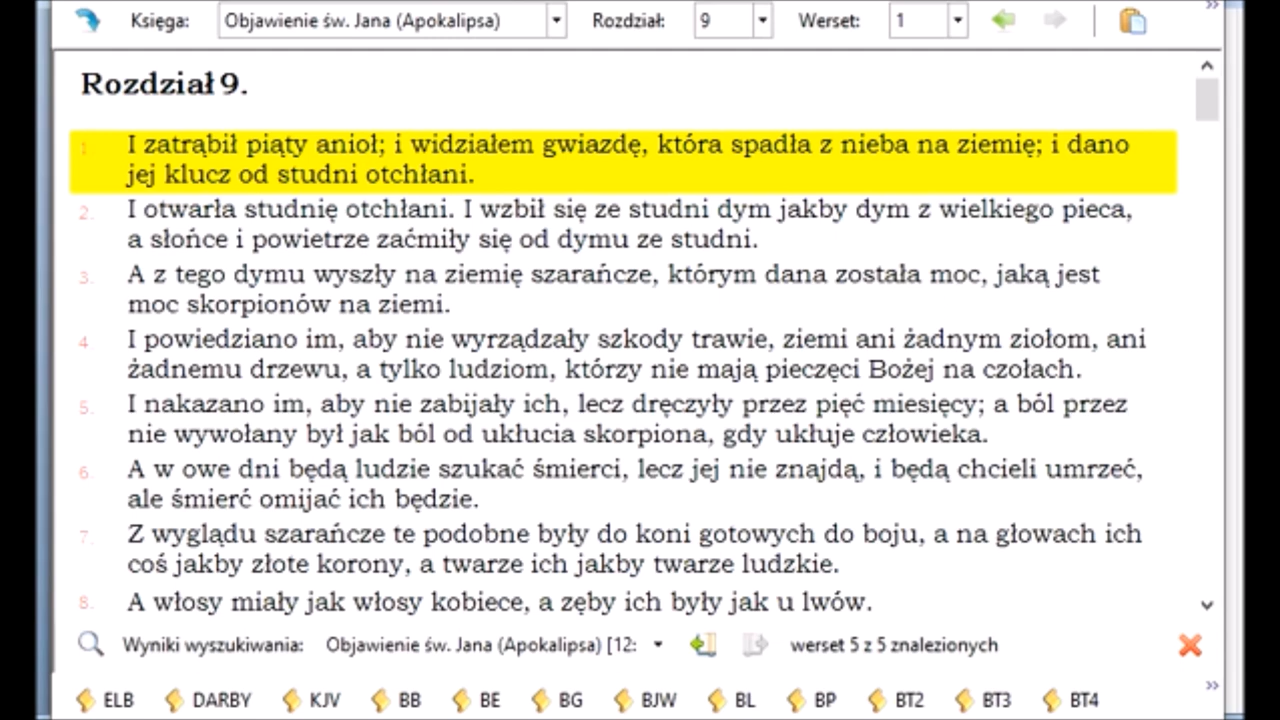 Księga: Objawienie św. Jana (Apokalipsa) Rozdział: 9 Werset: 1
Rozdział 9.
1 I zatrąbił piąty anioł; i widziałem gwiazdę, która spadła z nieba na ziemię; i dano
jej klucz od studni otchłani.
2. I otwarła studnię otchłani. I wzbił się ze studni dym jakby dym z wielkiego pieca,
a słońce i powietrze zaćmiły się od dymu ze studni.
3. A z tego dymu wyszły na ziemię szarańcze, którym dana została moc, jaką jest
moc skorpionów na ziemi.
4 I powiedziano im, aby nie wyrządzały szkody trawie, ziemi ani żadnym ziołom, ani
żadnemu drzewu, a tylko ludziom, którzy nie mają pieczęci Bożej na czołach.
5. I nakazano im, aby nie zabijały ich, lecz dręczyły przez pięć miesięcy; a ból przez
nie wywołany był jak ból od ukłucia skorpiona, gdy ukłuje człowieka.
6. A w owe dni będą ludzie szukać śmierci, lecz jej nie znajdą, i będą chcieli umrzeć,
ale śmierć omijać ich będzie.
7. Z wyglądu szarańcze te podobne były do koni gotowych do boju, a na głowach ich
coś jakby złote korony, a twarze ich jakby twarze ludzkie.
8. A włosy miały jak włosy kobiece, a zęby ich były jak u lwów.
Wyniki wyszukiwania: Objawienie św. Jana (Apokalipsa) [12: werset 5 z 5 znalezionych
ELB DARBY KJV BB BE BG BJW BL BP BT2 BT3 BT4